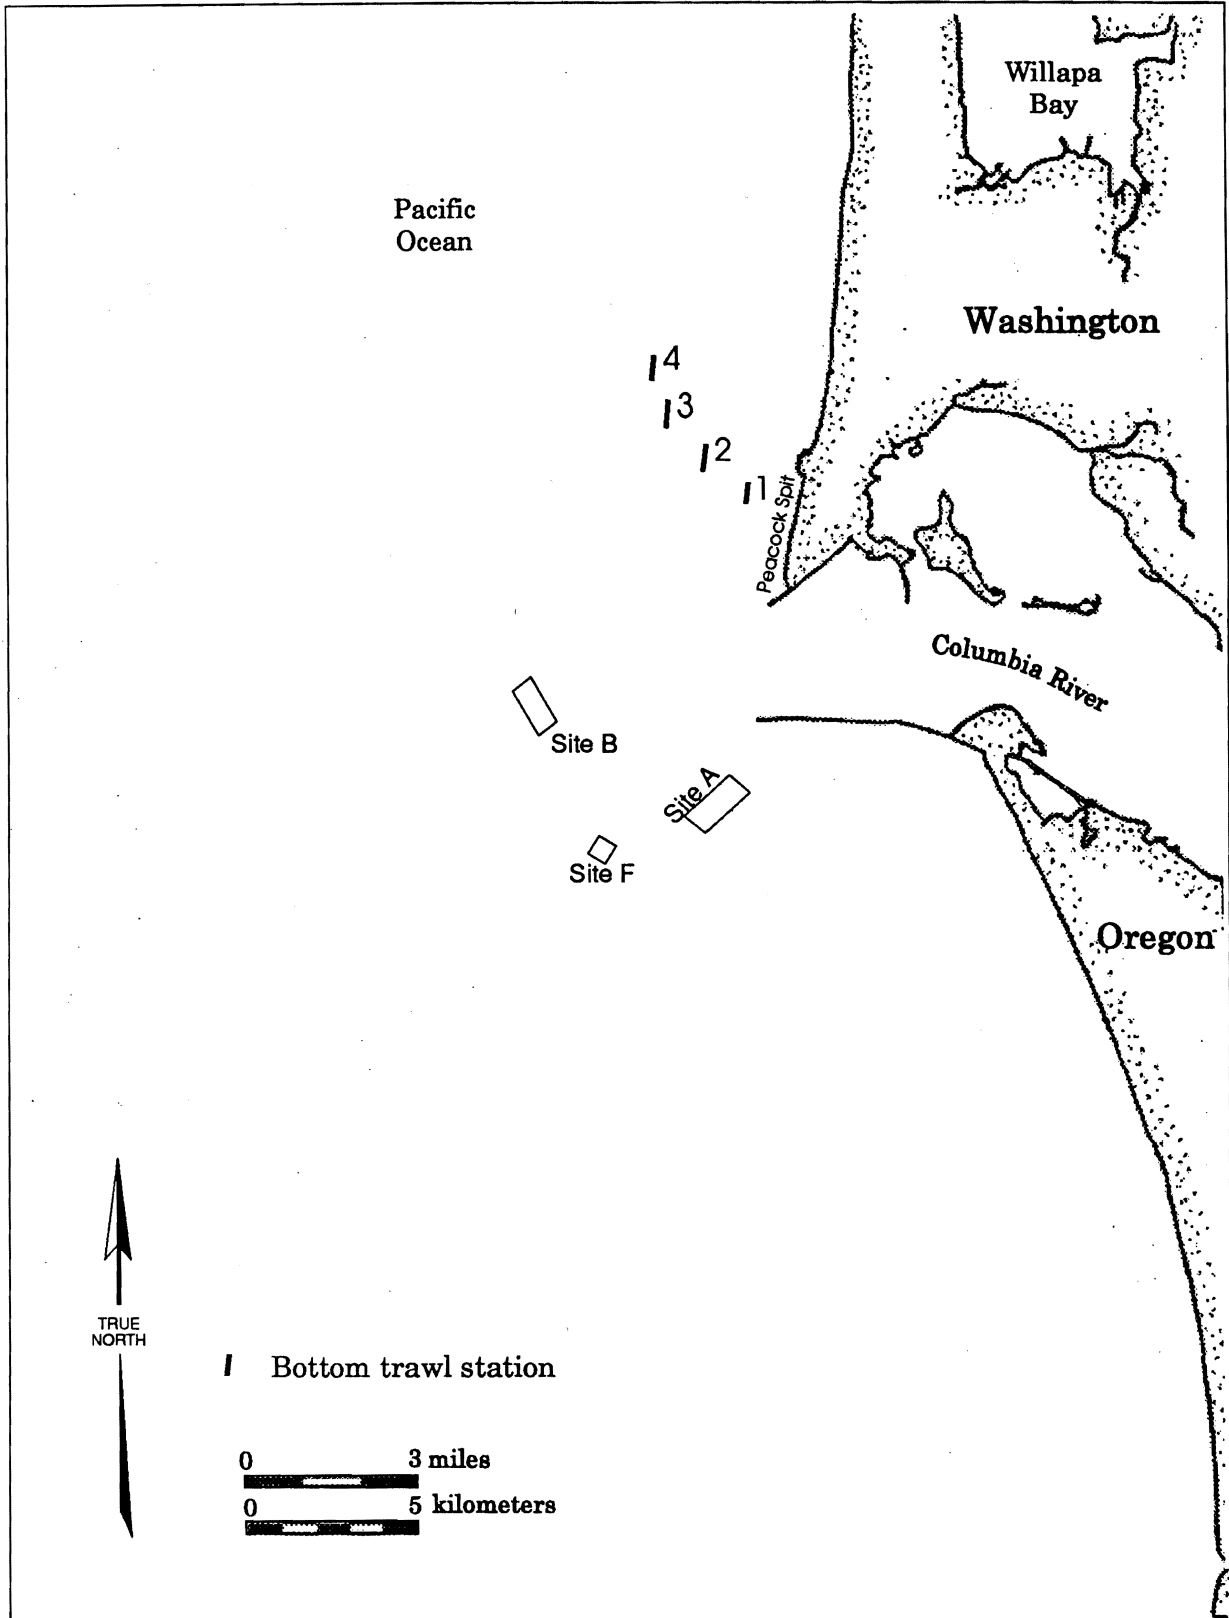 Willapa
Bay
Pacific
Ocean
Washington
4
3
2
1
Peacock Spit
Columbia River
Site B
Site A
Site F
Oregon
TRUE
NORTH
Bottom trawl station
0 3 miles
0 5 kilometers